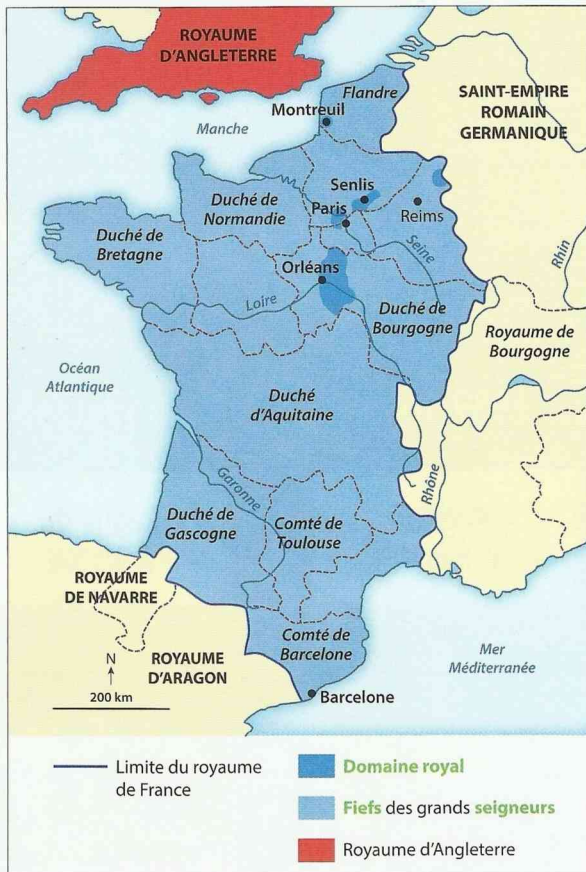 ROYAUME
D'ANGLETERRE
Flandre
Montreuil
SAINT-EMPIRE
ROMAIN
GERMANIQUE
Manche
Senlis
Duché de
Normandie
Paris
Reims
Duché de
Bretagne
Seine
Orléans
Rhin
Loire
Duché de
Bourgogne
Royaume de
Bourgogne
Océan
Atlantique
Duché
d'Aquitaine
Garonne
Rhône
Duché de
Gascogne
Comté de
Toulouse
ROYAUME
DE NAVARRE
Comté de
Barcelone
Mer
Méditerranée
N
ROYAUME
D'ARAGON
200 km
Barcelone
Limite du royaume
de France
Domaine royal
Fiefs des grands seigneurs
Royaume d'Angleterre